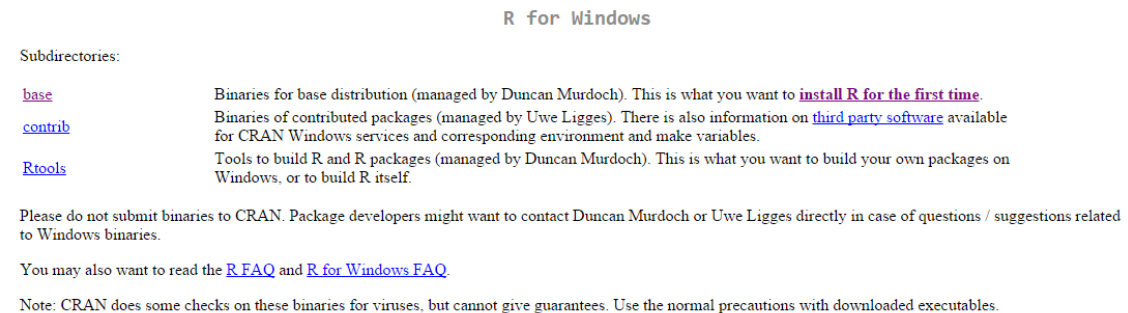 R for Windows
Subdirectories:
base Binaries for base distribution (managed by Duncan Murdoch). This is what you want to install R for the first time.
contrib Binaries of contributed packages (managed by Uwe Ligges). There is also information on third party software available
for CRAN Windows services and corresponding environment and make variables.
Rtools Tools to build R and R packages (managed by Duncan Murdoch). This is what you want to build your own packages on
Windows, or to build R itself.
Please do not submit binaries to CRAN. Package developers might want to contact Duncan Murdoch or Uwe Ligges directly in case of questions / suggestions related
to Windows binaries.
You may also want to read the R FAQ and R for Windows FAQ.
Note: CRAN does some checks on these binaries for viruses, but cannot give guarantees. Use the normal precautions with downloaded executables.